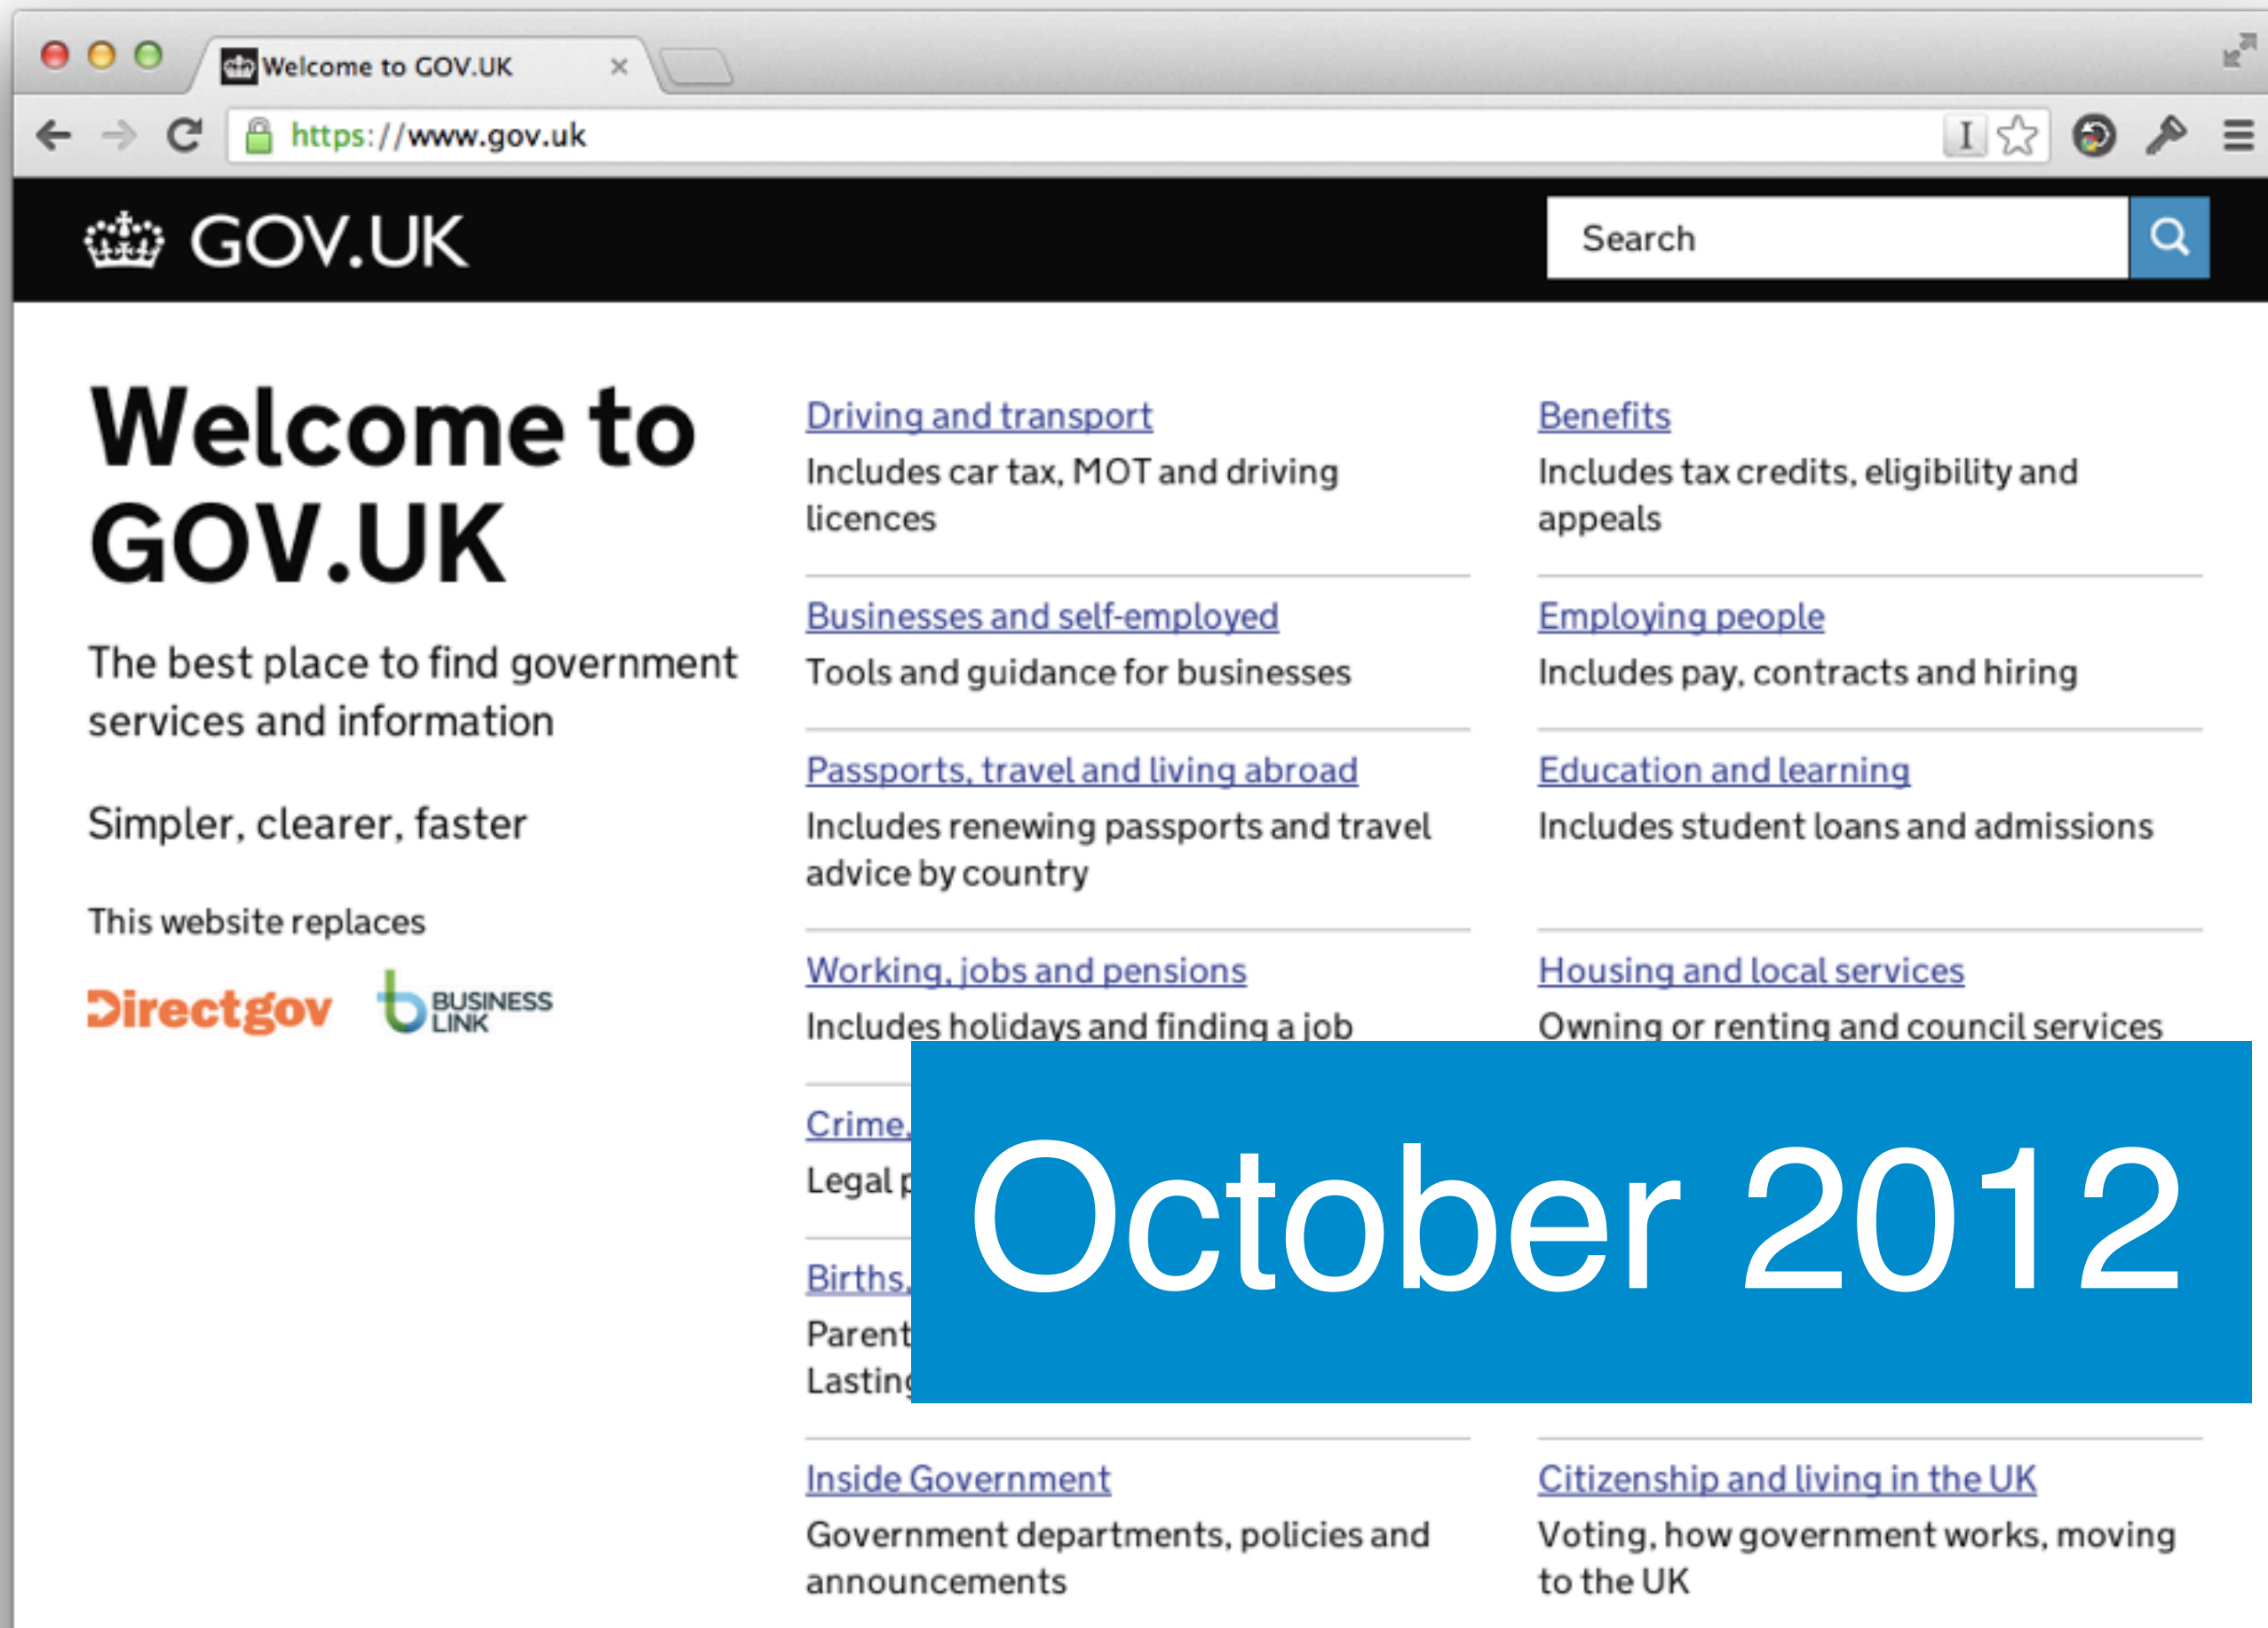 Welcome to GOV.UK
https://www.gov.uk
GOV.UK
Search
Welcome to
GOV.UK
The best place to find government
services and information
Simpler, clearer, faster
This website replaces
Directgov
BUSINESS
LINK
Driving and transport
Includes car tax, MOT and driving
licences
Benefits
Includes tax credits, eligibility and
appeals
Businesses and self-employed
Tools and guidance for businesses
Employing people
Includes pay, contracts and hiring
Passports, travel and living abroad
Includes renewing passports and travel
advice by country
Education and learning
Includes student loans and admissions
Working, jobs and pensions
Includes holidays and finding a job
Housing and local services
Owning or renting and council services
Crime,
Legal
Births,
October 2012
Inside Government
Government departments, policies and
announcements
Citizenship and living in the UK
Voting, how government works, moving
to the UK